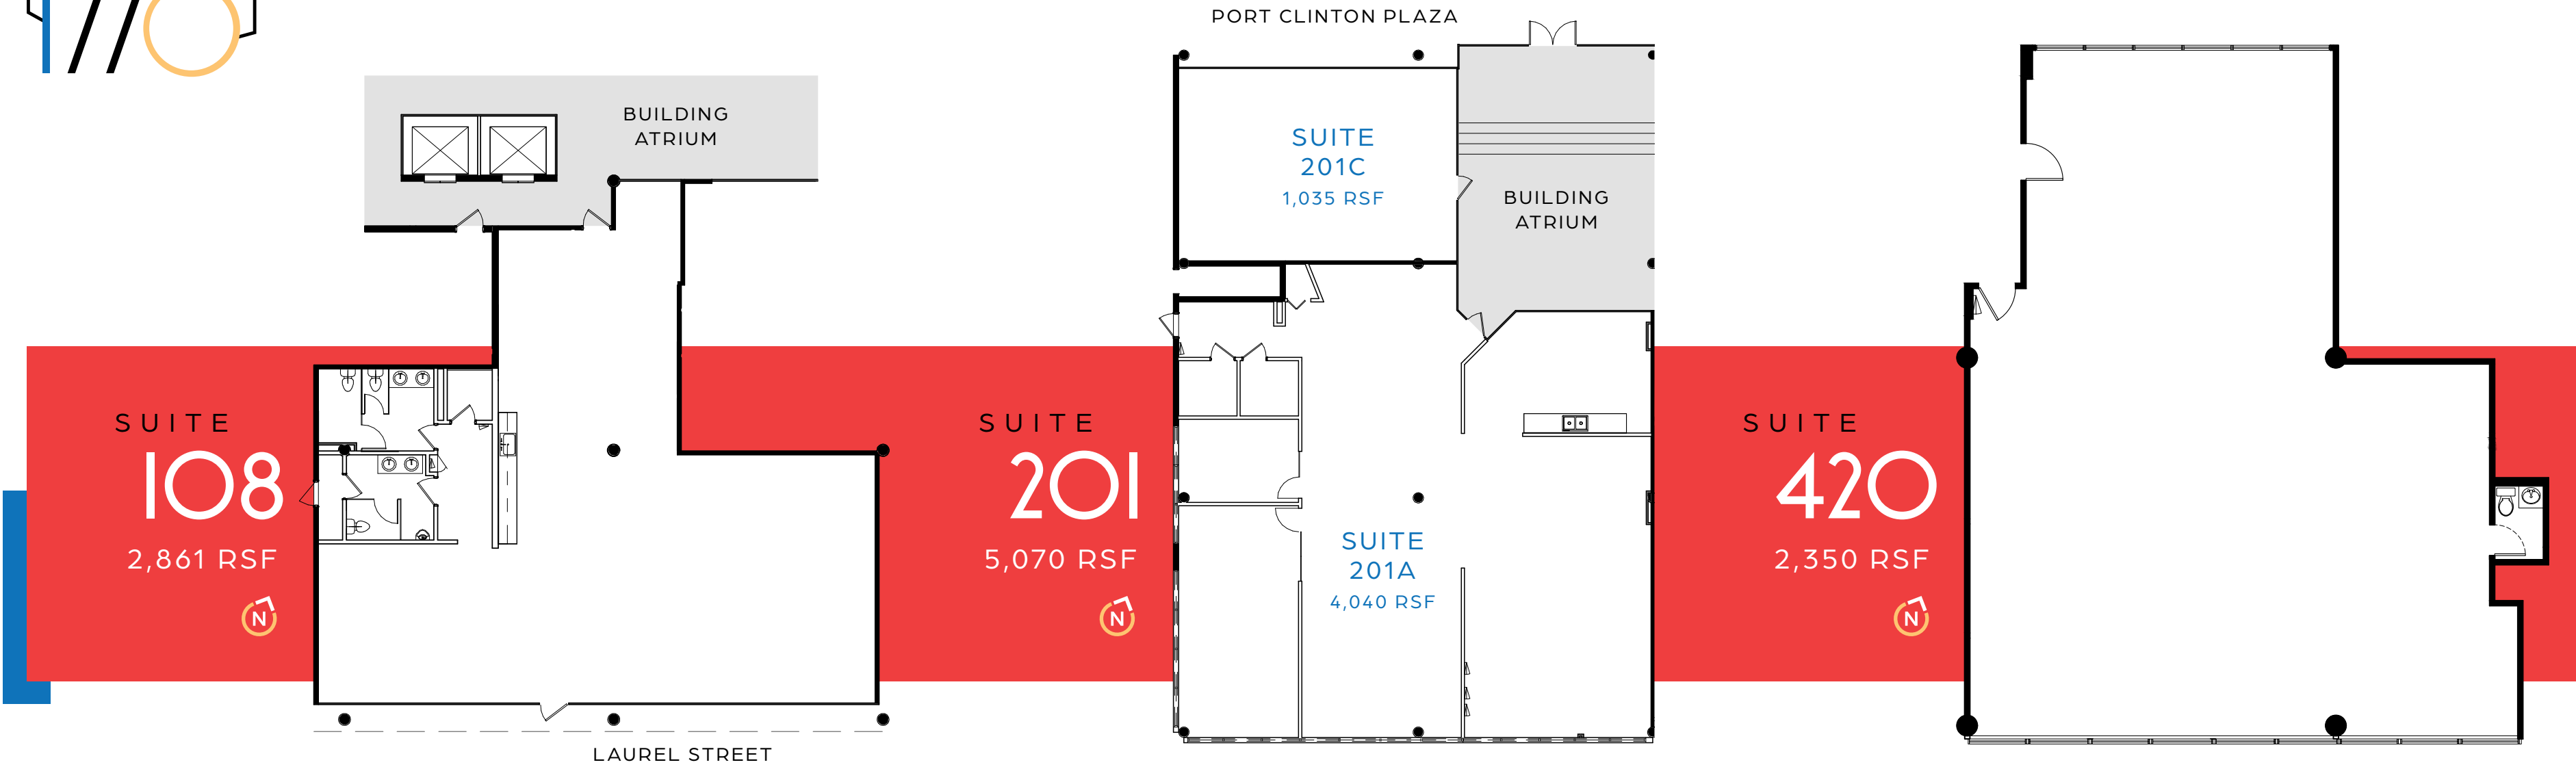 BUILDING
ATRIUM
SUITE
108
2,861 RSF
N
LAUREL STREET
SUITE
201
5,070 RSF
N
PORT CLINTON PLAZA
SUITE
201C
1,035 RSF
BUILDING
ATRIUM
SUITE
201A
4,040 RSF
SUITE
420
2,350 RSF
N